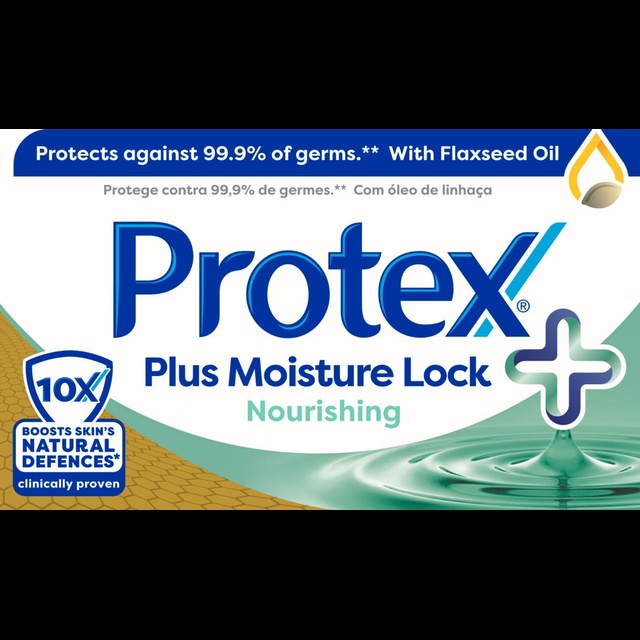 Protects against 99.9% of germs.** With Flaxseed Oil
Protege contra 99,9% de germes.** Com óleo de linhaça
Protex®
Plus Moisture Lock
Nourishing
10X
BOOSTS SKIN'S
NATURAL
DEFENCES*
clinically proven